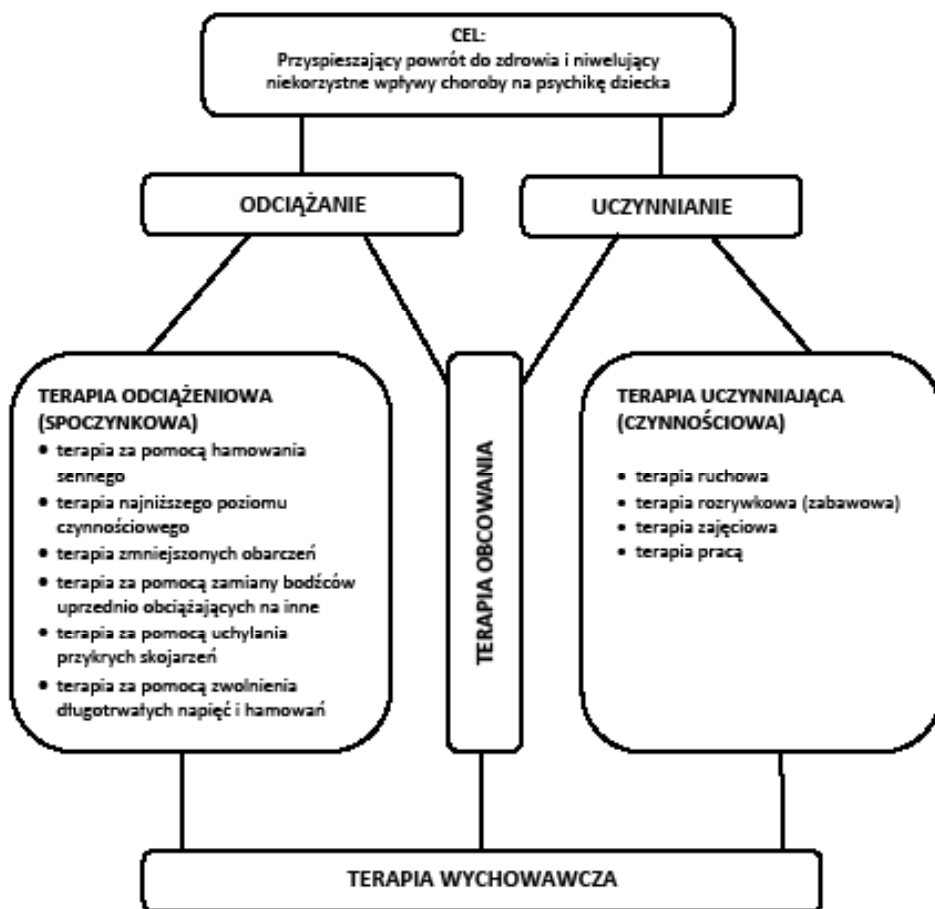 CEL:
Przyspieszający powrót do zdrowia i niwelujący
niekorzystne wpływy choroby na psychikę dziecka
ODCIĄŻANIE
UCZYNNIANIE
TERAPIA ODCIĄŻENIOWA
(SPOCZYNKOWA)
• terapia za pomocą hamowania
sennego
• terapia najniższego poziomu
czynnościowego
• terapia zmniejszonych obarczeń
• terapia za pomocą zamiany bodźców
uprzednio obciążających na inne
• terapia za pomocą uchylania
przykrych skojarzeń
• terapia za pomocą zwolnienia
długotrwałych napięć i hamowań
TERAPIA OBCOWANIA
TERAPIA UCZYNNIAJĄCA
(CZYNNOŚCIOWA)
• terapia ruchowa
• terapia rozrywkowa (zabawowa)
• terapia zajęciowa
• terapia pracą
TERAPIA WYCHOWAWCZA